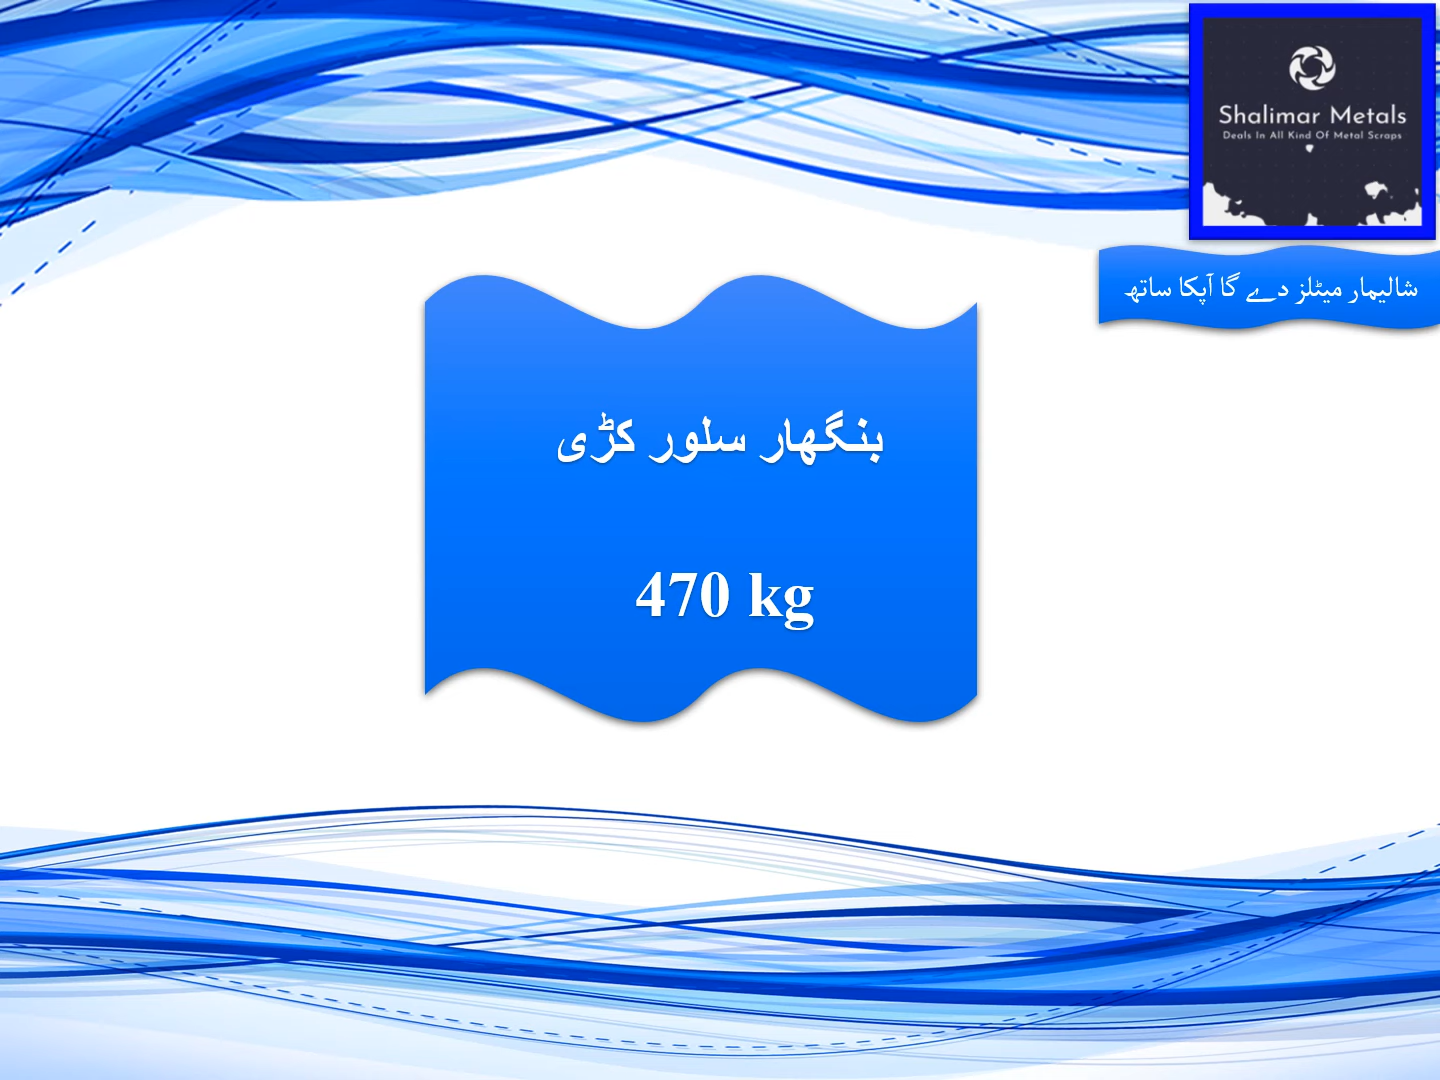 Shalimar Metals
Deals In All Kind Of Metal Scraps
شالیمار میٹلز دے گا آپکا ساتھ
بنگھار سلور کڑی
470 kg